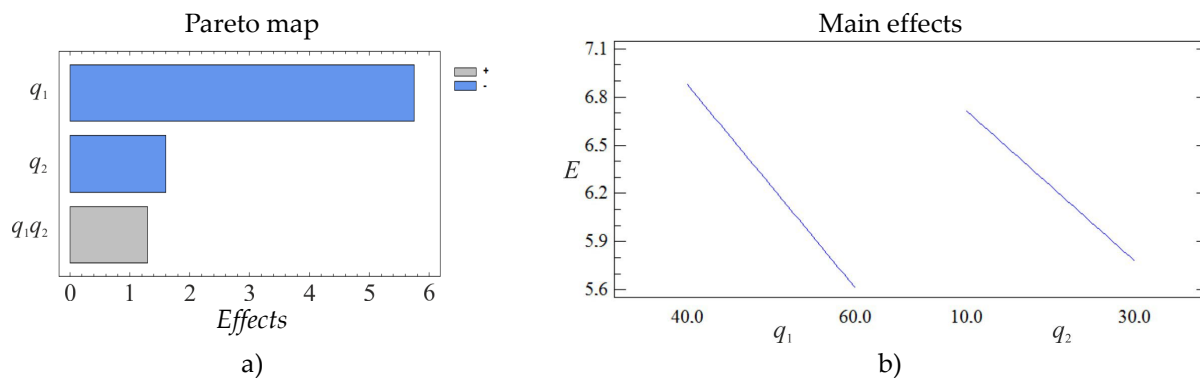 Pareto map
q₁
q₂
q₁q₂
+
-
0 1 2 3 4 5 6
Effects
a)
Main effects
7.1
6.8
6.5
E
6.2
5.9
5.6
40.0 60.0 10.0 30.0
q₁ q₂
b)